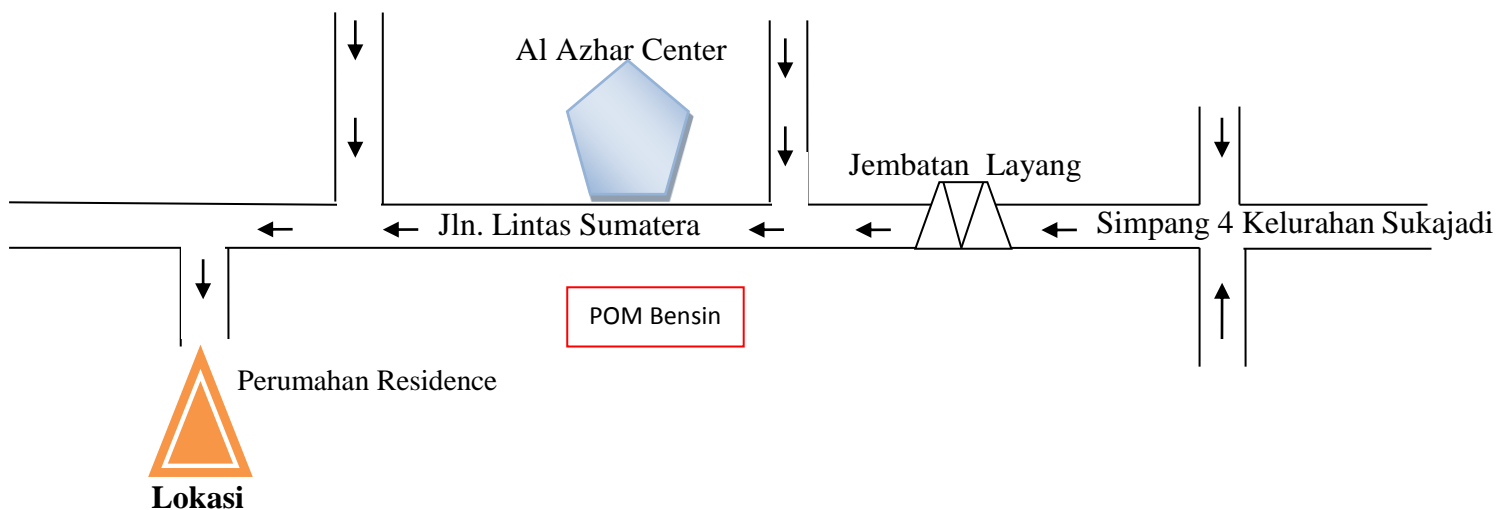 Al Azhar Center
Jembatan Layang
Jln. Lintas Sumatera
Simpang 4 Kelurahan Sukajadi
POM Bensin
Perumahan Residence
Lokasi